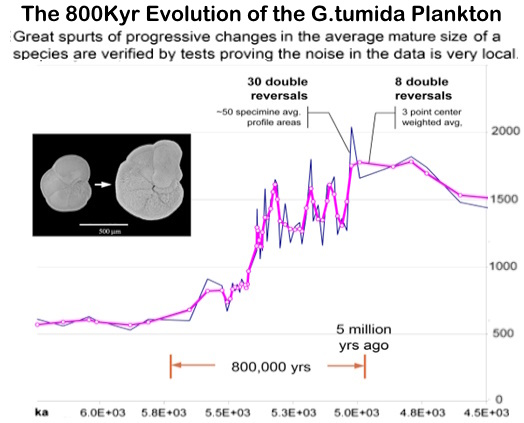 The 800Kyr Evolution of the G.tumida Plankton
Great spurts of progressive changes in the average mature size of a
species are verified by tests proving the noise in the data is very local.
30 double
reversals
~50 specimine avg.
profile areas
8 double
reversals
3 point center
weighted avg,
2000
1500
1000
500
0
500 µm
5 million
yrs ago
800,000 yrs
ka
6.0E+03
5.8E+03
5.5E+03
5.3E+03
5.0E+03
4.8E+03
4.5E+03